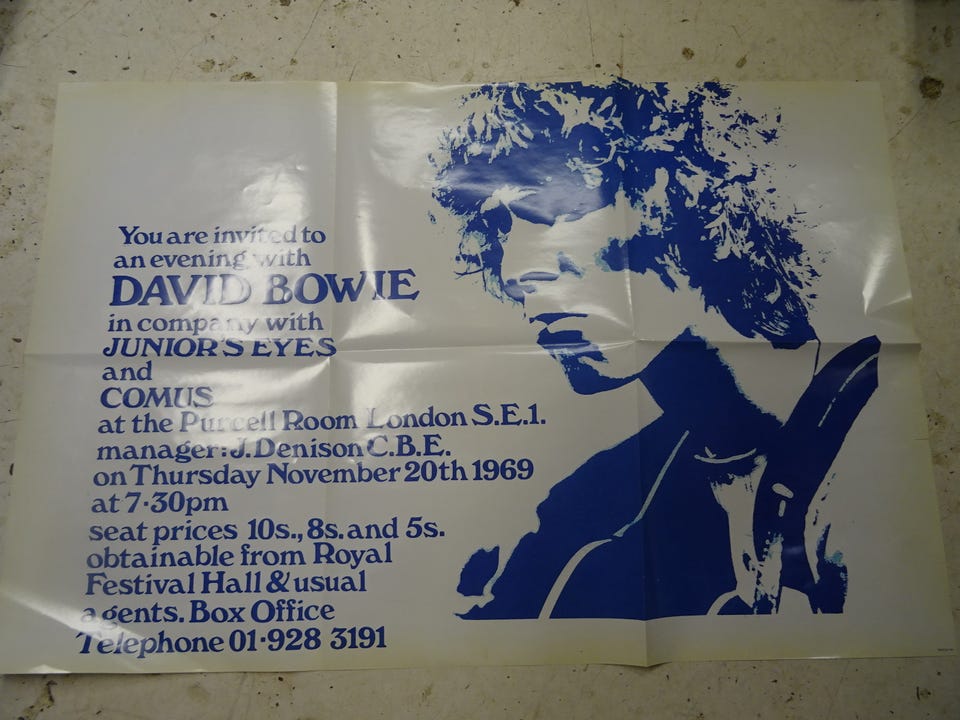 You are invited to
an evening with
DAVID BOWIE
in company with
JUNIOR'S EYES
and
COMUS
at the Purcell Room London S.E.1.
manager: J. Denison C.B.E.
on Thursday November 20th 1969
at 7·30pm
seat prices 10s., 8s. and 5s.
obtainable from Royal
Festival Hall & usual
agents. Box Office
Telephone 01·928 3191